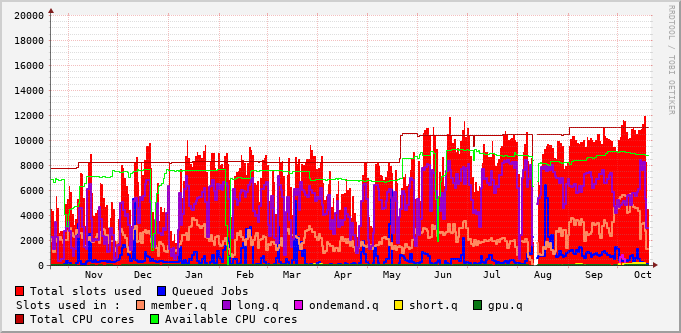 20000
18000
16000
14000
12000
10000
8000
6000
4000
2000
0
Nov Dec Jan Feb Mar Apr May Jun Jul Aug Sep Oct
RRDTOOL / TOBI OETIKER
Total slots used Queued Jobs
Slots used in : member.q long.q ondemand.q short.q gpu.q
Total CPU cores Available CPU cores